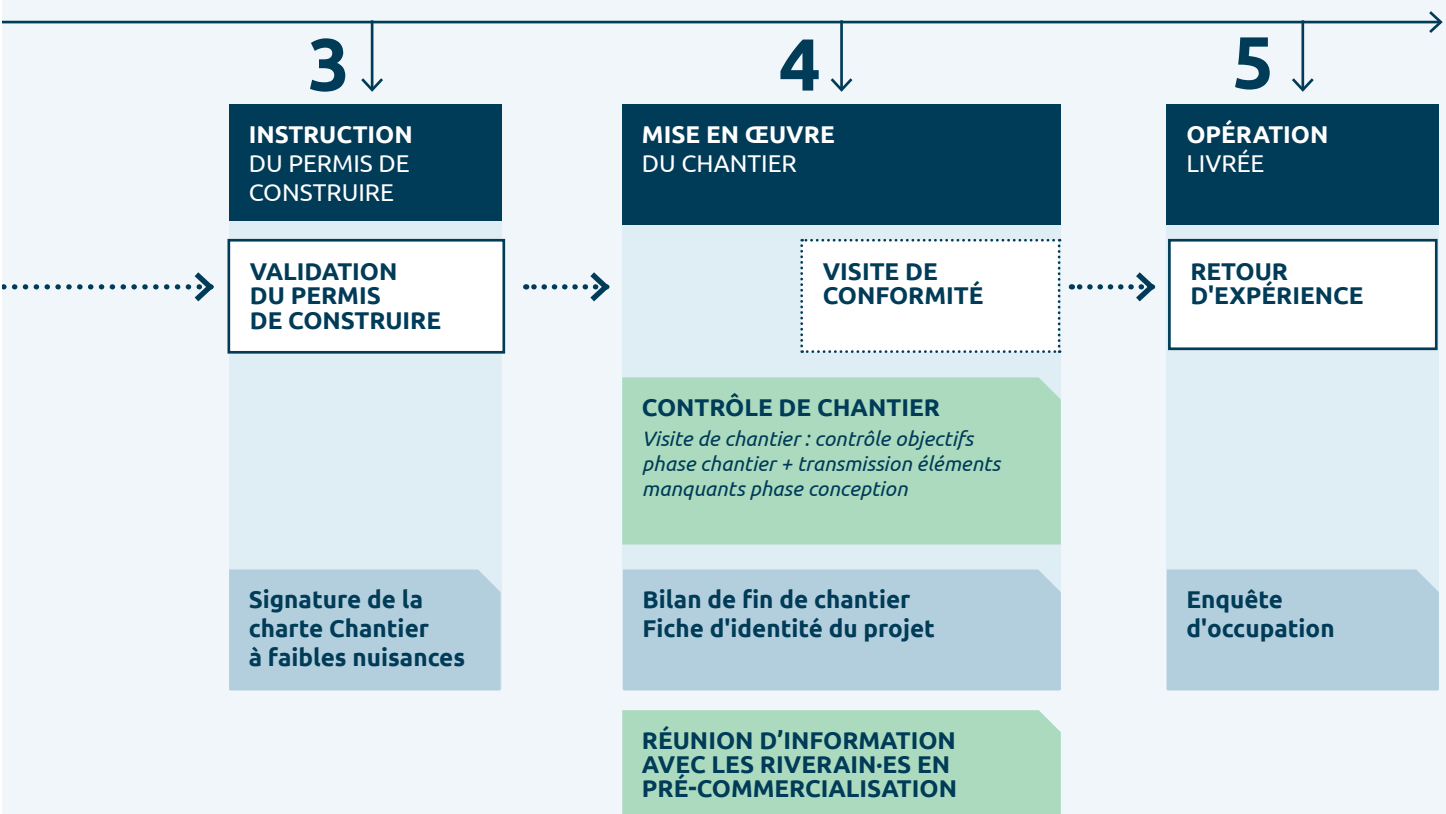 3
INSTRUCTION
DU PERMIS DE
CONSTRUIRE
VALIDATION
DU PERMIS
DE CONSTRUIRE
Signature de la
charte Chantier
à faibles nuisances
4
MISE EN ŒUVRE
DU CHANTIER
VISITE DE
CONFORMITÉ
CONTRÔLE DE CHANTIER
Visite de chantier : contrôle objectifs
phase chantier + transmission éléments
manquants phase conception
Bilan de fin de chantier
Fiche d'identité du projet
RÉUNION D’INFORMATION
AVEC LES RIVERAIN·ES EN
PRÉ-COMMERCIALISATION
5
OPÉRATION
LIVRÉE
RETOUR
D'EXPÉRIENCE
Enquête
d'occupation